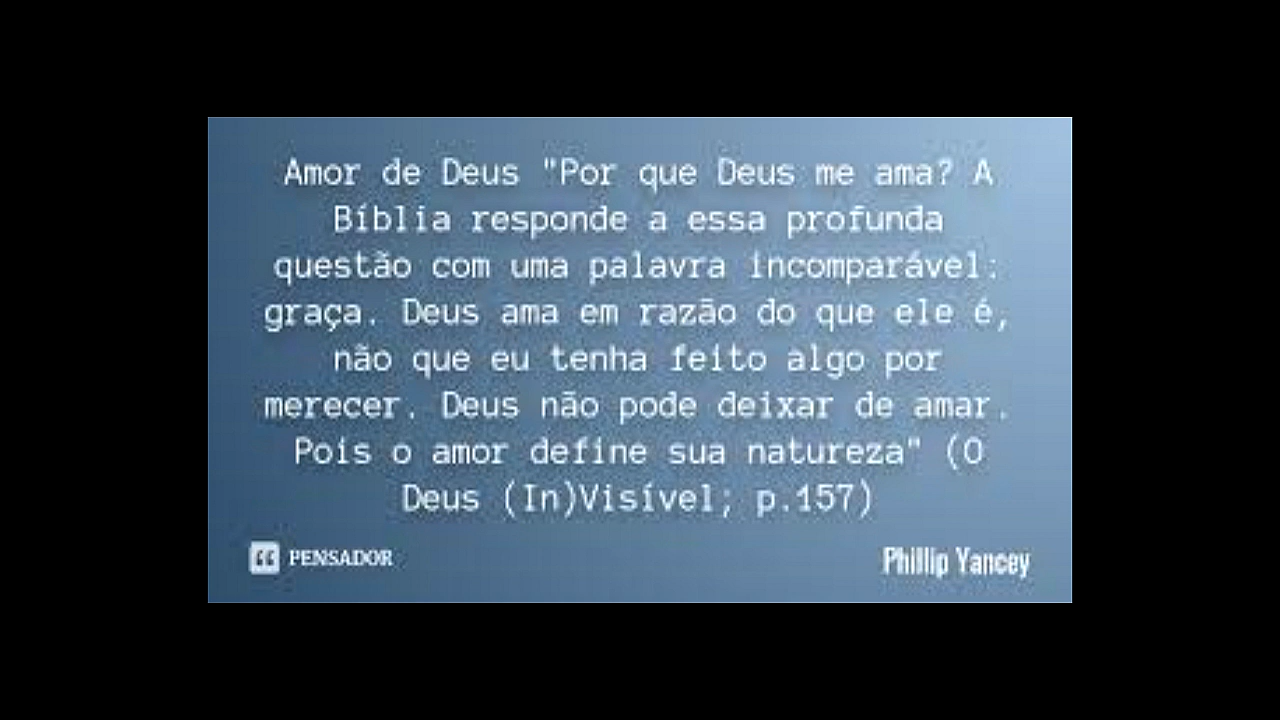 Amor de Deus "Por que Deus me ama? A
Bíblia responde a essa profunda
questão com uma palavra incomparável:
graça. Deus ama em razão do que ele é,
não que eu tenha feito algo por
merecer. Deus não pode deixar de amar.
Pois o amor define sua natureza" (O
Deus (In)Visível; p.157)
PENSADOR
Phillip Yancey